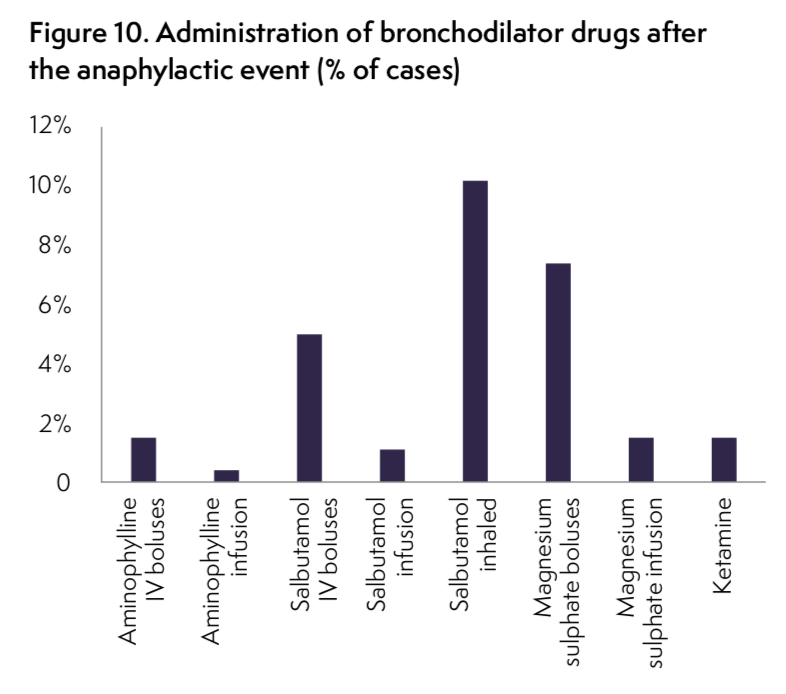 Figure 10. Administration of bronchodilator drugs after
the anaphylactic event (% of cases)
12%
10%
8%
6%
4%
2%
0
Aminophylline
IV boluses
Aminophylline
infusion
Salbutamol
IV boluses
Salbutamol
infusion
Salbutamol
inhaled
Magnesium
sulphate boluses
Magnesium
sulphate infusion
Ketamine